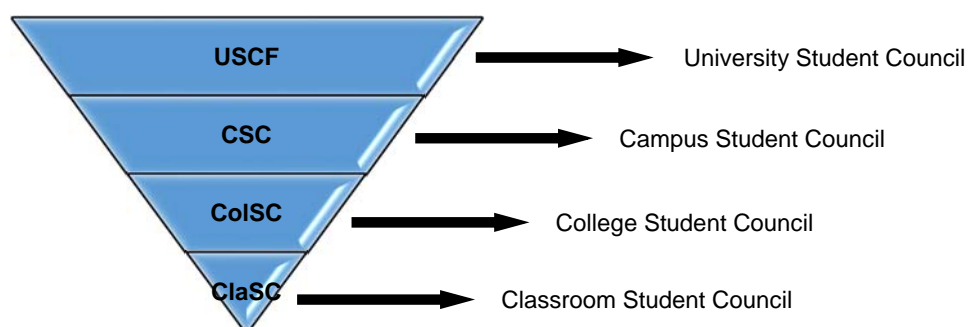 USCF
University Student Council
CSC
Campus Student Council
ColSC
College Student Council
ClaSC
Classroom Student Council